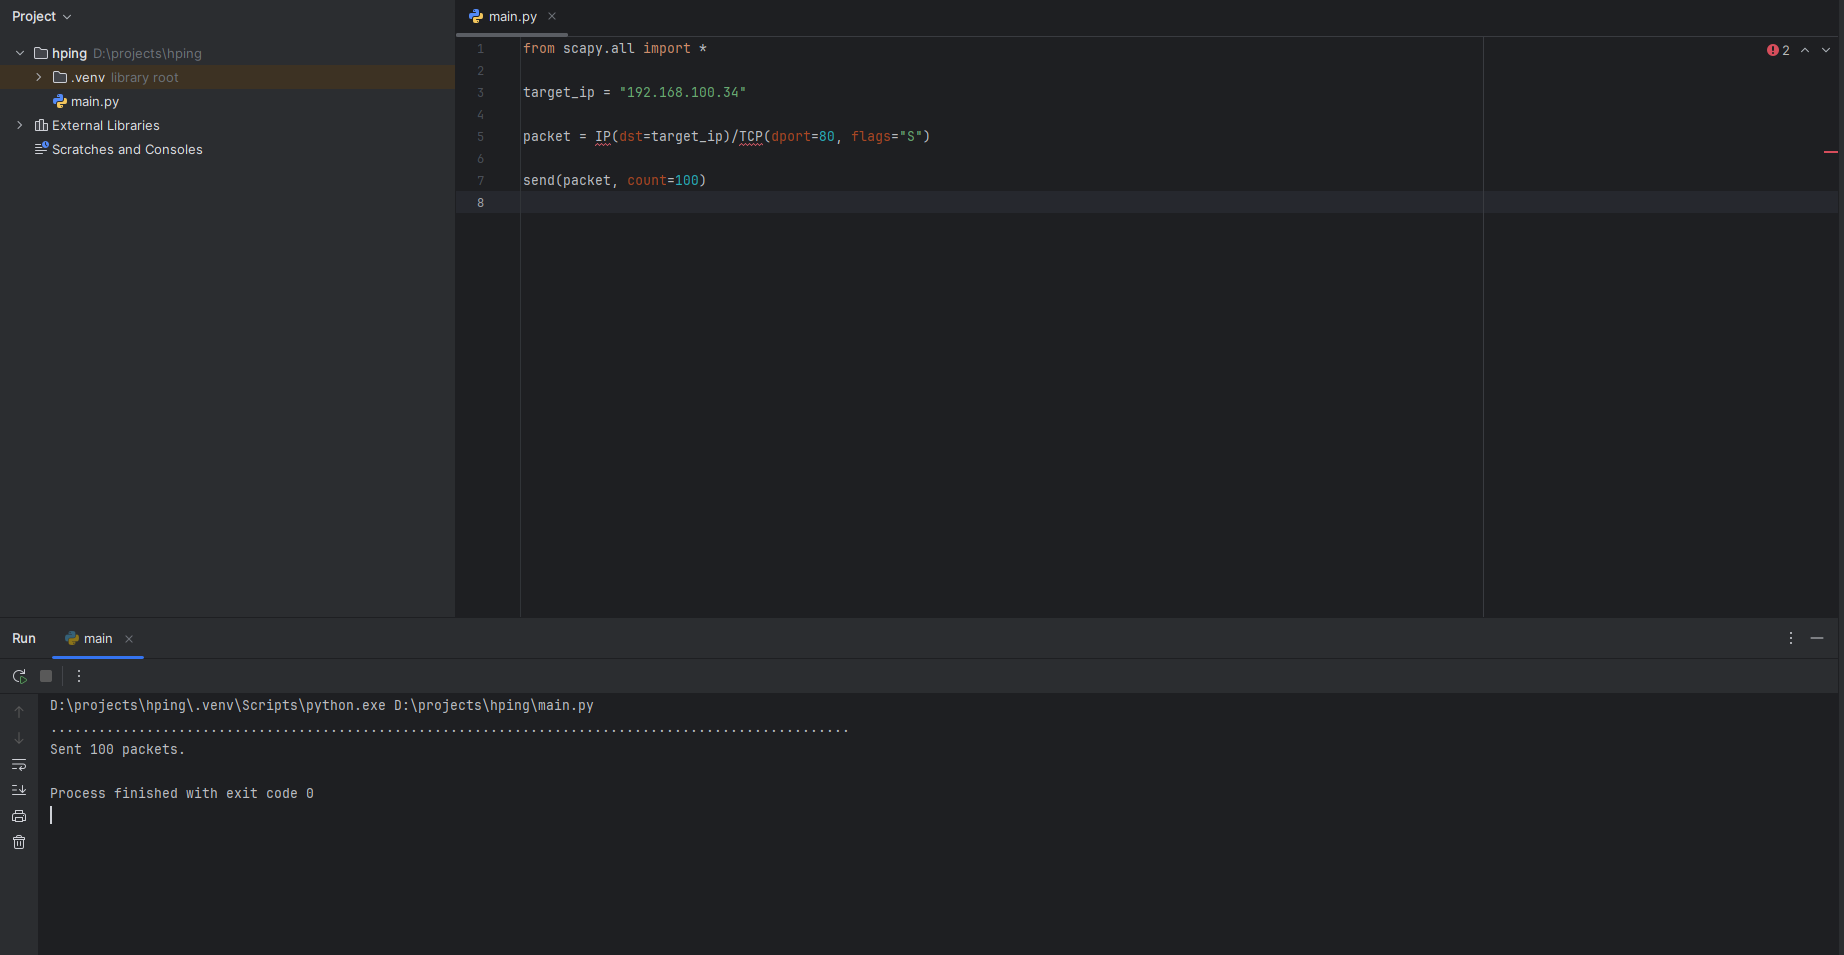 Project
hping D:\projects\hping
.venv library root
main.py
External Libraries
Scratches and Consoles
main.py
2
1 from scapy.all import *
2
3 target_ip = "192.168.100.34"
4
5 packet = IP(dst=target_ip)/TCP(dport=80, flags="S")
6
7 send(packet, count=100)
8
Run main
D:\projects\hping\.venv\Scripts\python.exe D:\projects\hping\main.py
....................................................................................................
Sent 100 packets.
Process finished with exit code 0